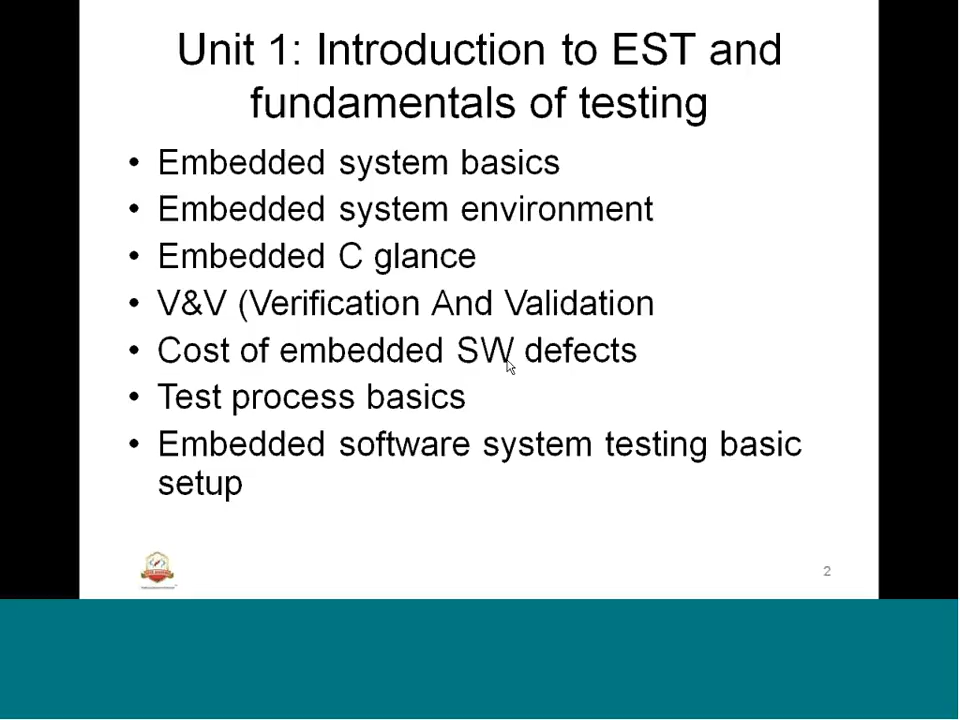 Unit 1: Introduction to EST and
fundamentals of testing
• Embedded system basics
• Embedded system environment
• Embedded C glance
• V&V (Verification And Validation
• Cost of embedded SW defects
• Test process basics
• Embedded software system testing basic
setup
2